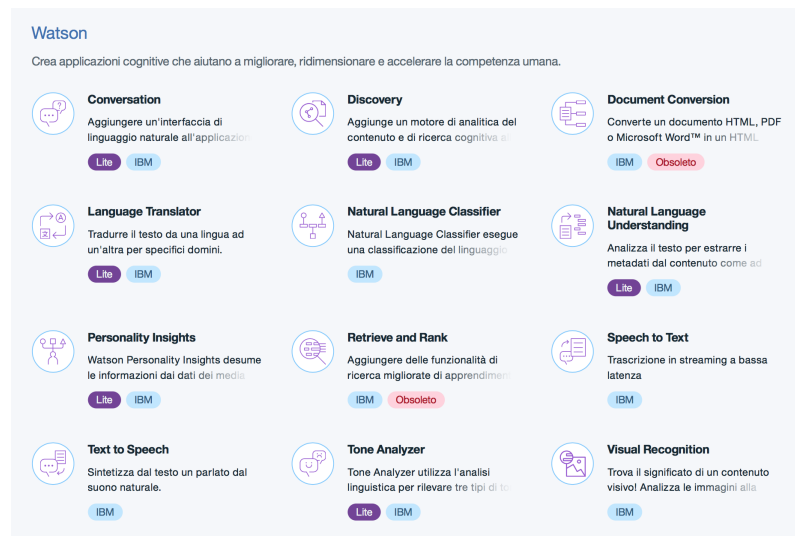 Watson
Crea applicazioni cognitive che aiutano a migliorare, ridimensionare e accelerare la competenza umana.
Conversation
Aggiungere un'interfaccia di
linguaggio naturale all'applicazion
Lite IBM
Discovery
Aggiunge un motore di analitica del
contenuto e di ricerca cognitiva al
Lite IBM
Document Conversion
Converte un documento HTML, PDF
o Microsoft Word™ in un HTML
IBM Obsoleto
Language Translator
Tradurre il testo da una lingua ad
un'altra per specifici domini.
Lite IBM
Natural Language Classifier
Natural Language Classifier esegue
una classificazione del linguaggio
IBM
Natural Language
Understanding
Analizza il testo per estrarre i
metadati dal contenuto come ad
Lite IBM
Personality Insights
Watson Personality Insights desume
le informazioni dai dati dei media
Lite IBM
Retrieve and Rank
Aggiungere delle funzionalità di
ricerca migliorate di apprendimen
IBM Obsoleto
Speech to Text
Trascrizione in streaming a bassa
latenza
IBM
Text to Speech
Sintetizza dal testo un parlato dal
suono naturale.
IBM
Tone Analyzer
Tone Analyzer utilizza l'analisi
linguistica per rilevare tre tipi di to
Lite IBM
Visual Recognition
Trova il significato di un contenuto
visivo! Analizza le immagini alla
IBM